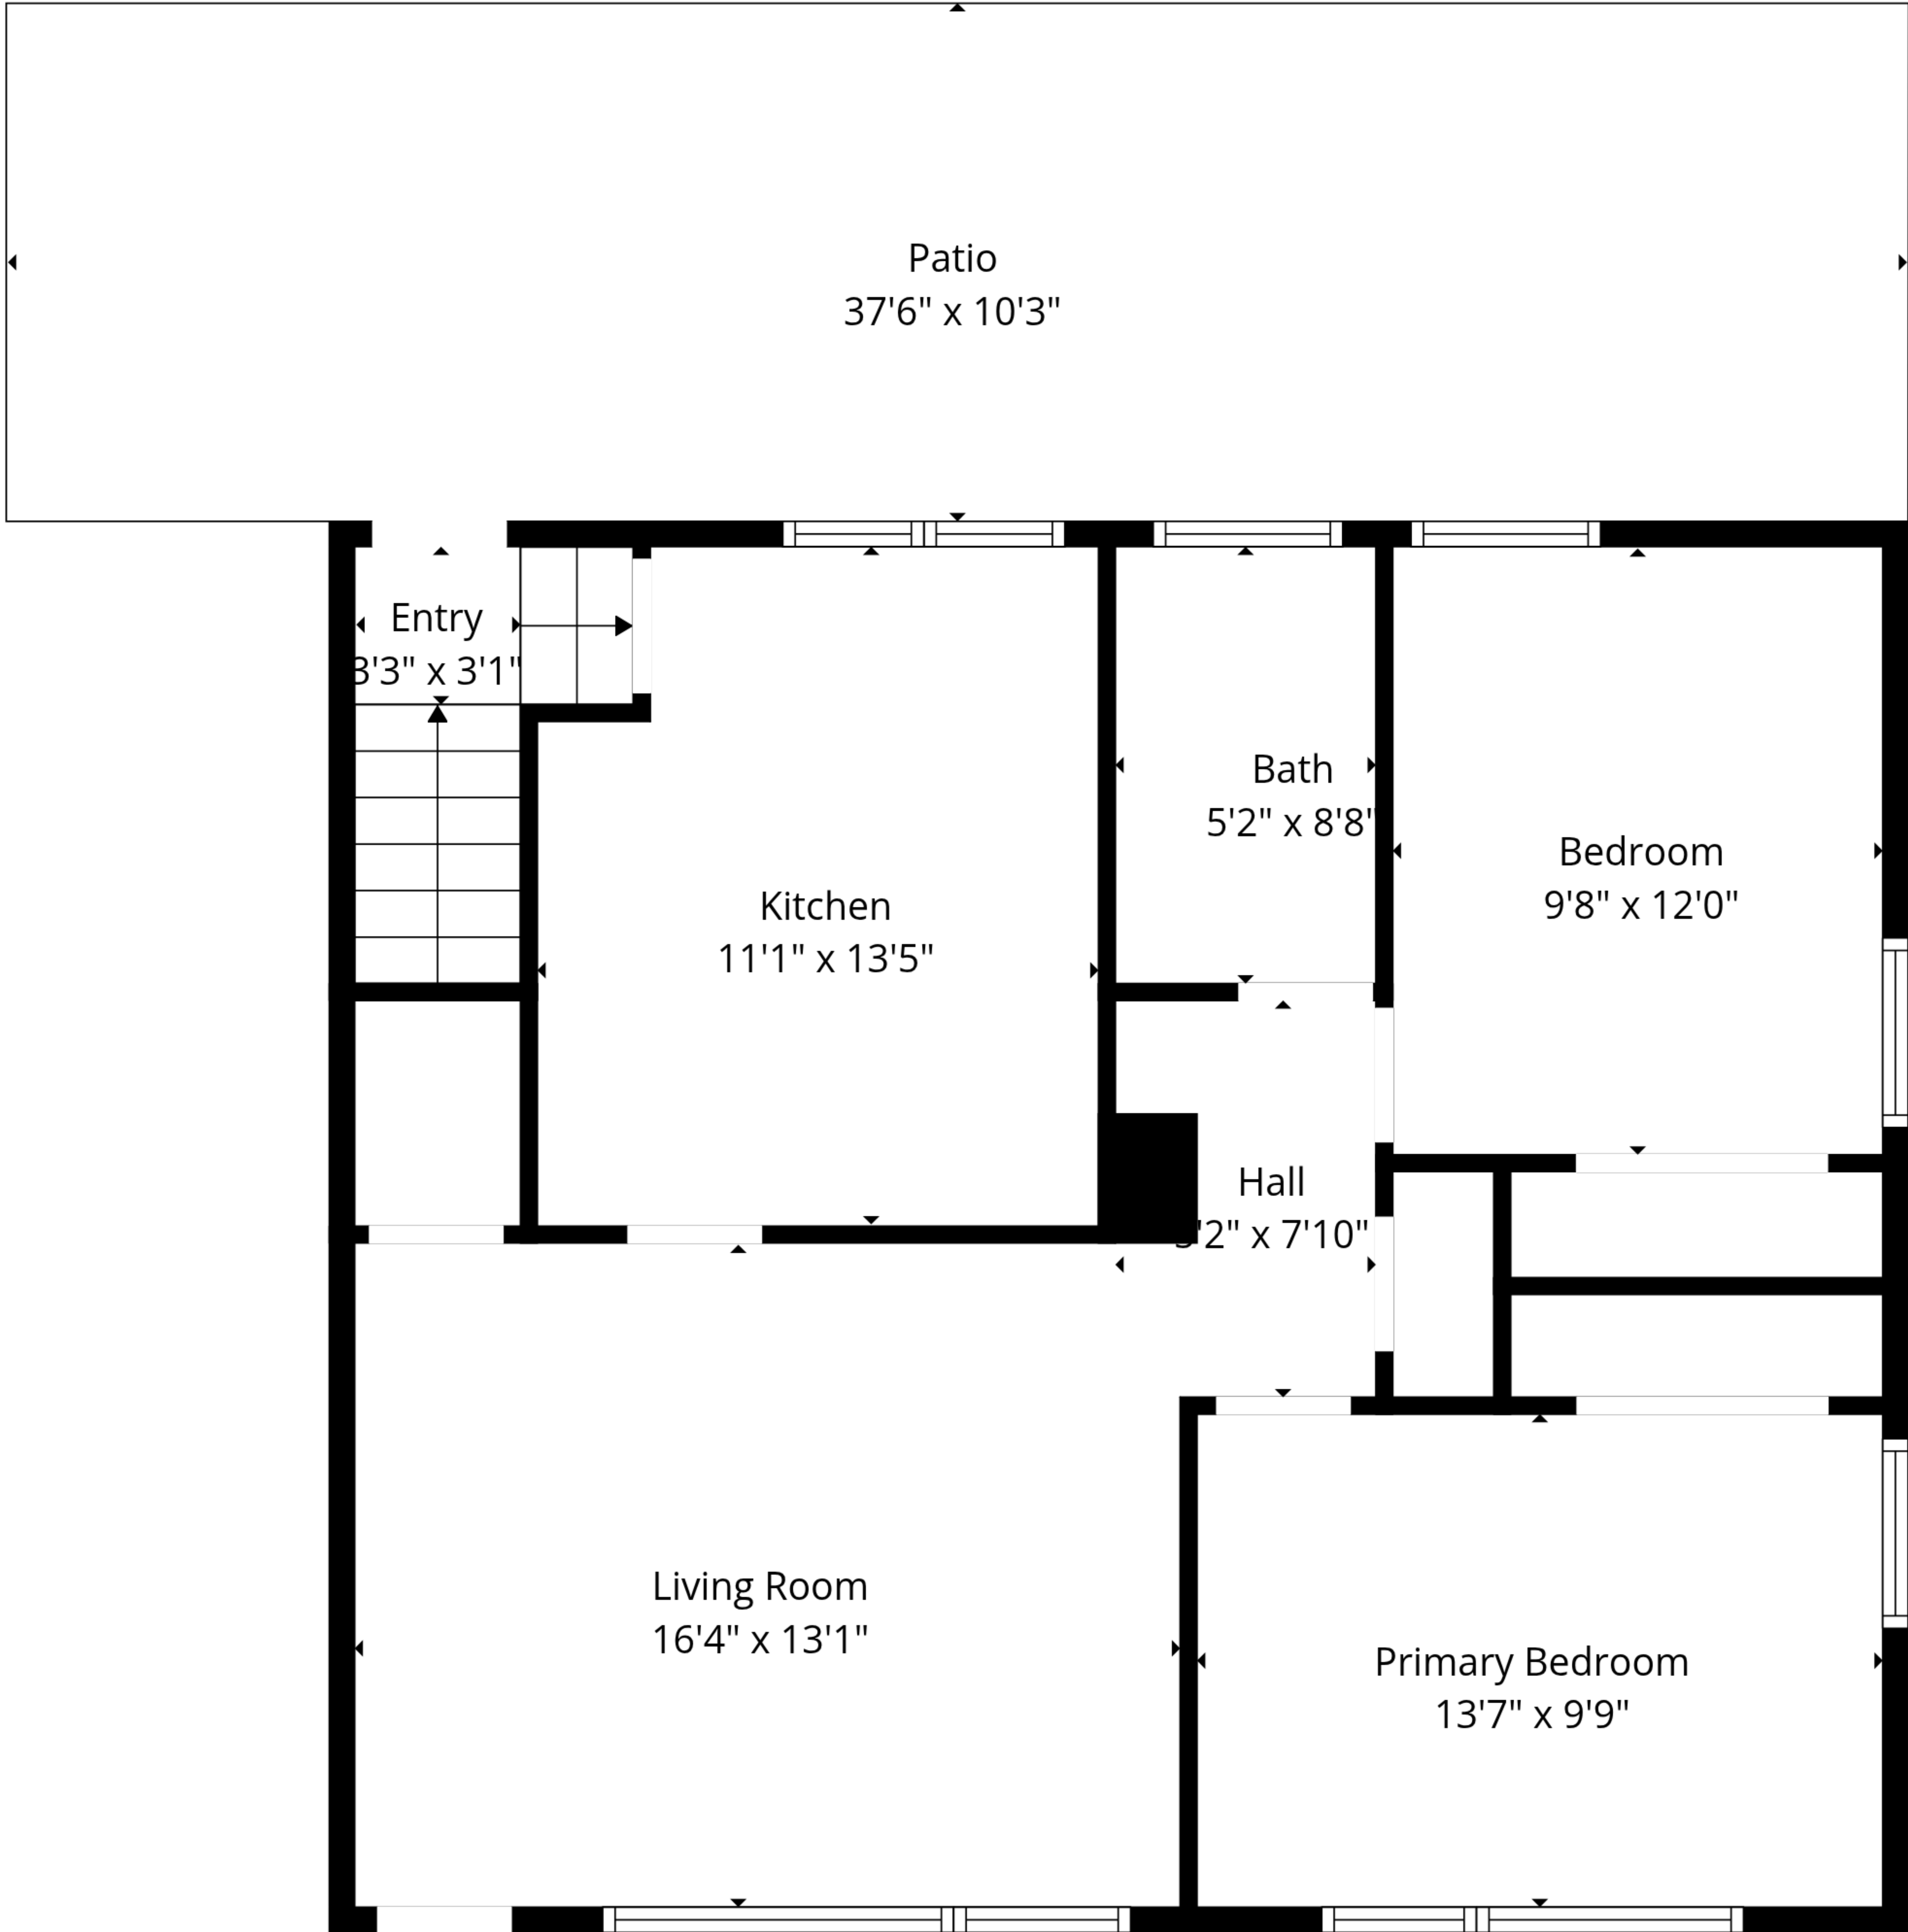 Patio
37'6" x 10'3"
Entry
3'3" x 3'1"
Bath
5'2" x 8'8"
Bedroom
9'8" x 12'0"
Kitchen
11'1" x 13'5"
Hall
5'2" x 7'10"
Living Room
16'4" x 13'1"
Primary Bedroom
13'7" x 9'9"